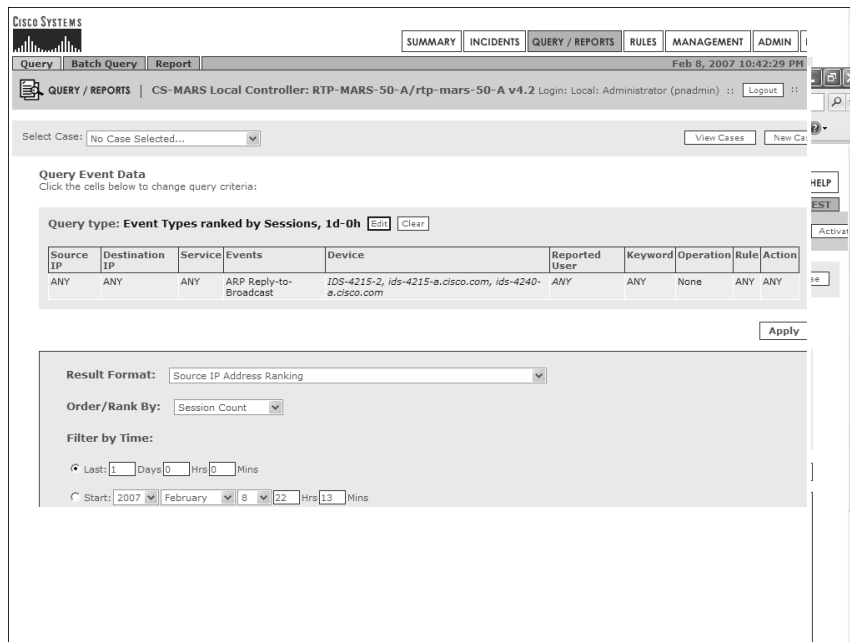 CISCO SYSTEMS
SUMMARY INCIDENTS QUERY / REPORTS RULES MANAGEMENT ADMIN
Query Batch Query Report Feb 8, 2007 10:42:29 PM
QUERY / REPORTS | CS-MARS Local Controller: RTP-MARS-50-A/rtp-mars-50-A v4.2 Login: Local: Administrator (pnadmin) :: Logout ::
Select Case: No Case Selected... View Cases New Ca
HELP
EST
Activat
se
Query Event Data
Click the cells below to change query criteria:
Query type: Event Types ranked by Sessions, 1d-0h Edit Clear
Source IP Destination IP Service Events Device Reported User Keyword Operation Rule Action
ANY ANY ANY ARP Reply-to-Broadcast IDS-4215-2, ids-4215-a.cisco.com, ids-4240-a.cisco.com ANY ANY None ANY ANY
Apply
Result Format: Source IP Address Ranking
Order/Rank By: Session Count
Filter by Time:
Last: 1 Days 0 Hrs 0 Mins
Start: 2007 February 8 22 Hrs 13 Mins